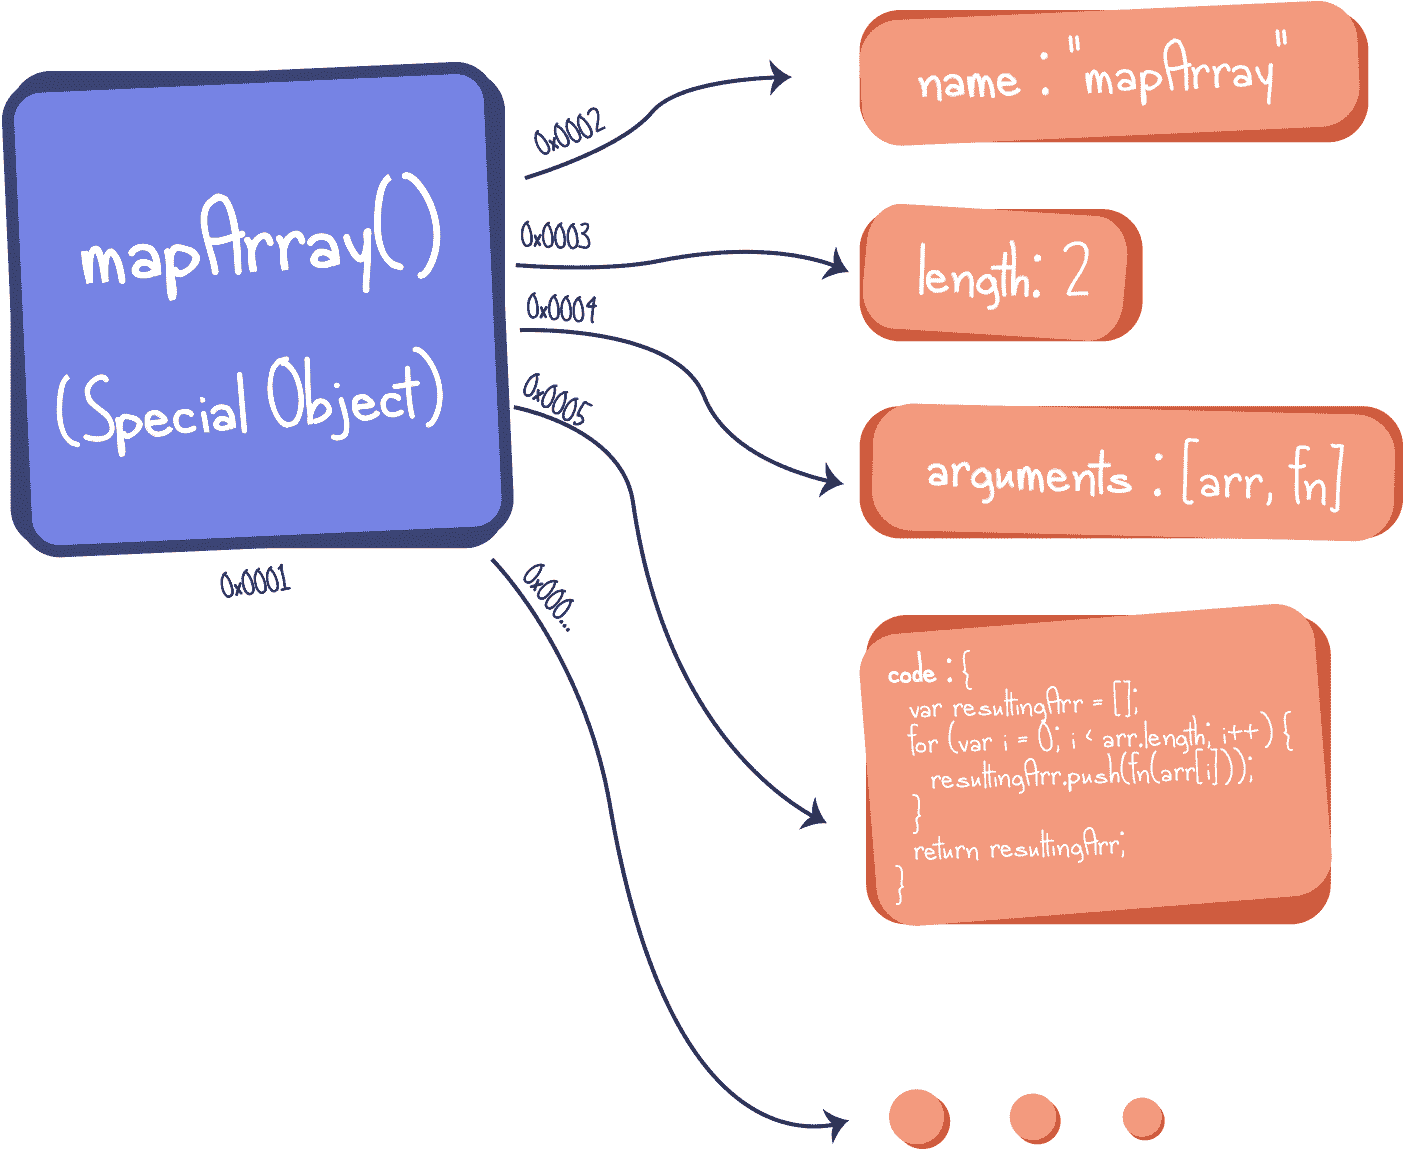 mapArray()
(Special Object)
0x0001
0x0002
name : "mapArray"
0x0003
length: 2
0x0004
arguments : [arr, fn]
0x0005
code : {
var resultingArr = [];
for (var i = 0; i < arr.length; i++) {
resultingArr.push(fn(arr[i]));
}
return resultingArr;
}
0x000...